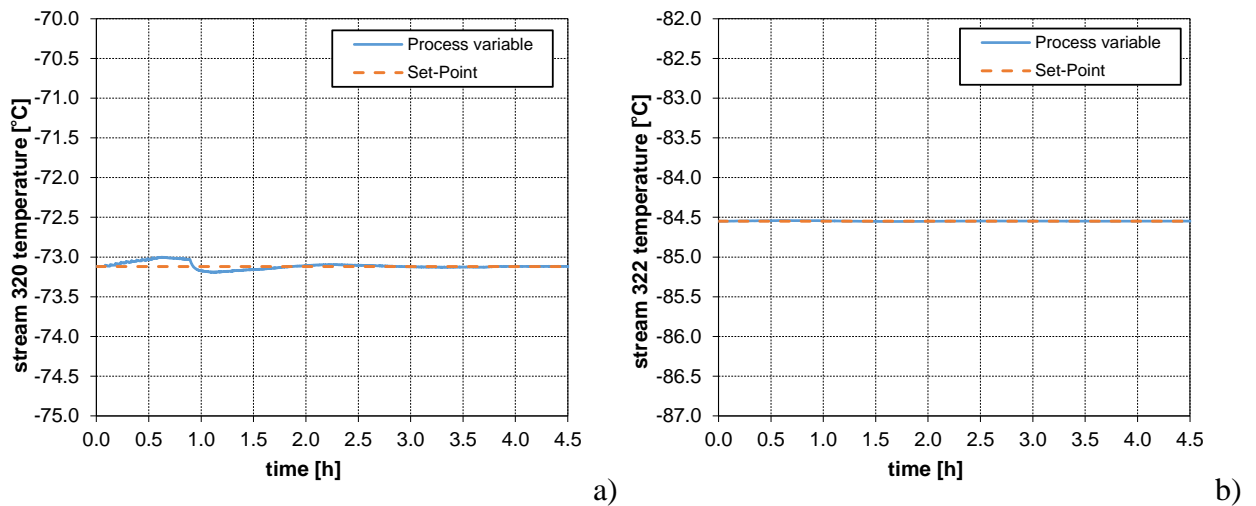 -70.0
-70.5
-71.0
-71.5
-72.0
-72.5
-73.0
-73.5
-74.0
-74.5
-75.0
stream 320 temperature [°C]
Process variable
Set-Point
0.0 0.5 1.0 1.5 2.0 2.5 3.0 3.5 4.0 4.5
time [h]
a)
-82.0
-82.5
-83.0
-83.5
-84.0
-84.5
-85.0
-85.5
-86.0
-86.5
-87.0
stream 322 temperature [°C]
Process variable
Set-Point
0.0 0.5 1.0 1.5 2.0 2.5 3.0 3.5 4.0 4.5
time [h]
b)